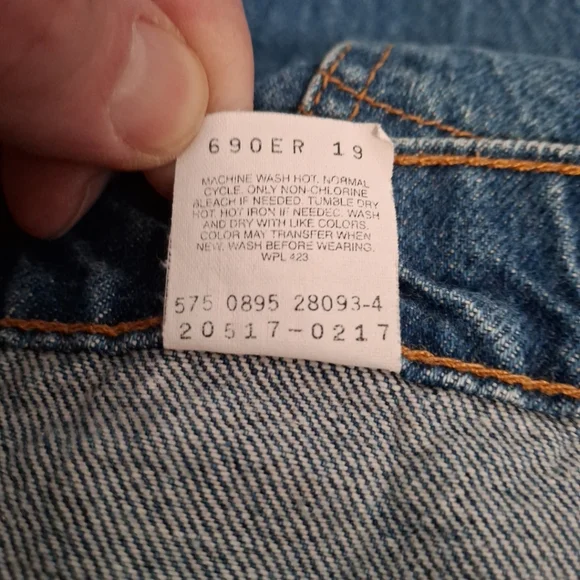 690ER 19
MACHINE WASH HOT. NORMAL
CYCLE. ONLY NON-CHLORINE
BLEACH IF NEEDED. TUMBLE DRY
HOT. HOT IRON IF NEEDED. WASH
AND DRY WITH LIKE COLORS.
COLOR MAY TRANSFER WHEN
NEW. WASH BEFORE WEARING.
WPL 423
575 0895 28093-4
20517-0217